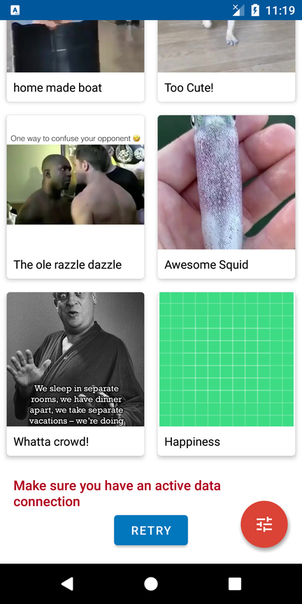 A
11:19
home made boat
Too Cute!
One way to confuse your opponent 🤣
The ole razzle dazzle
Awesome Squid
We sleep in separate
rooms, we have dinner
apart, we take separate
vacations – we're doing
Whatta crowd!
Happiness
Make sure you have an active data
connection
RETRY